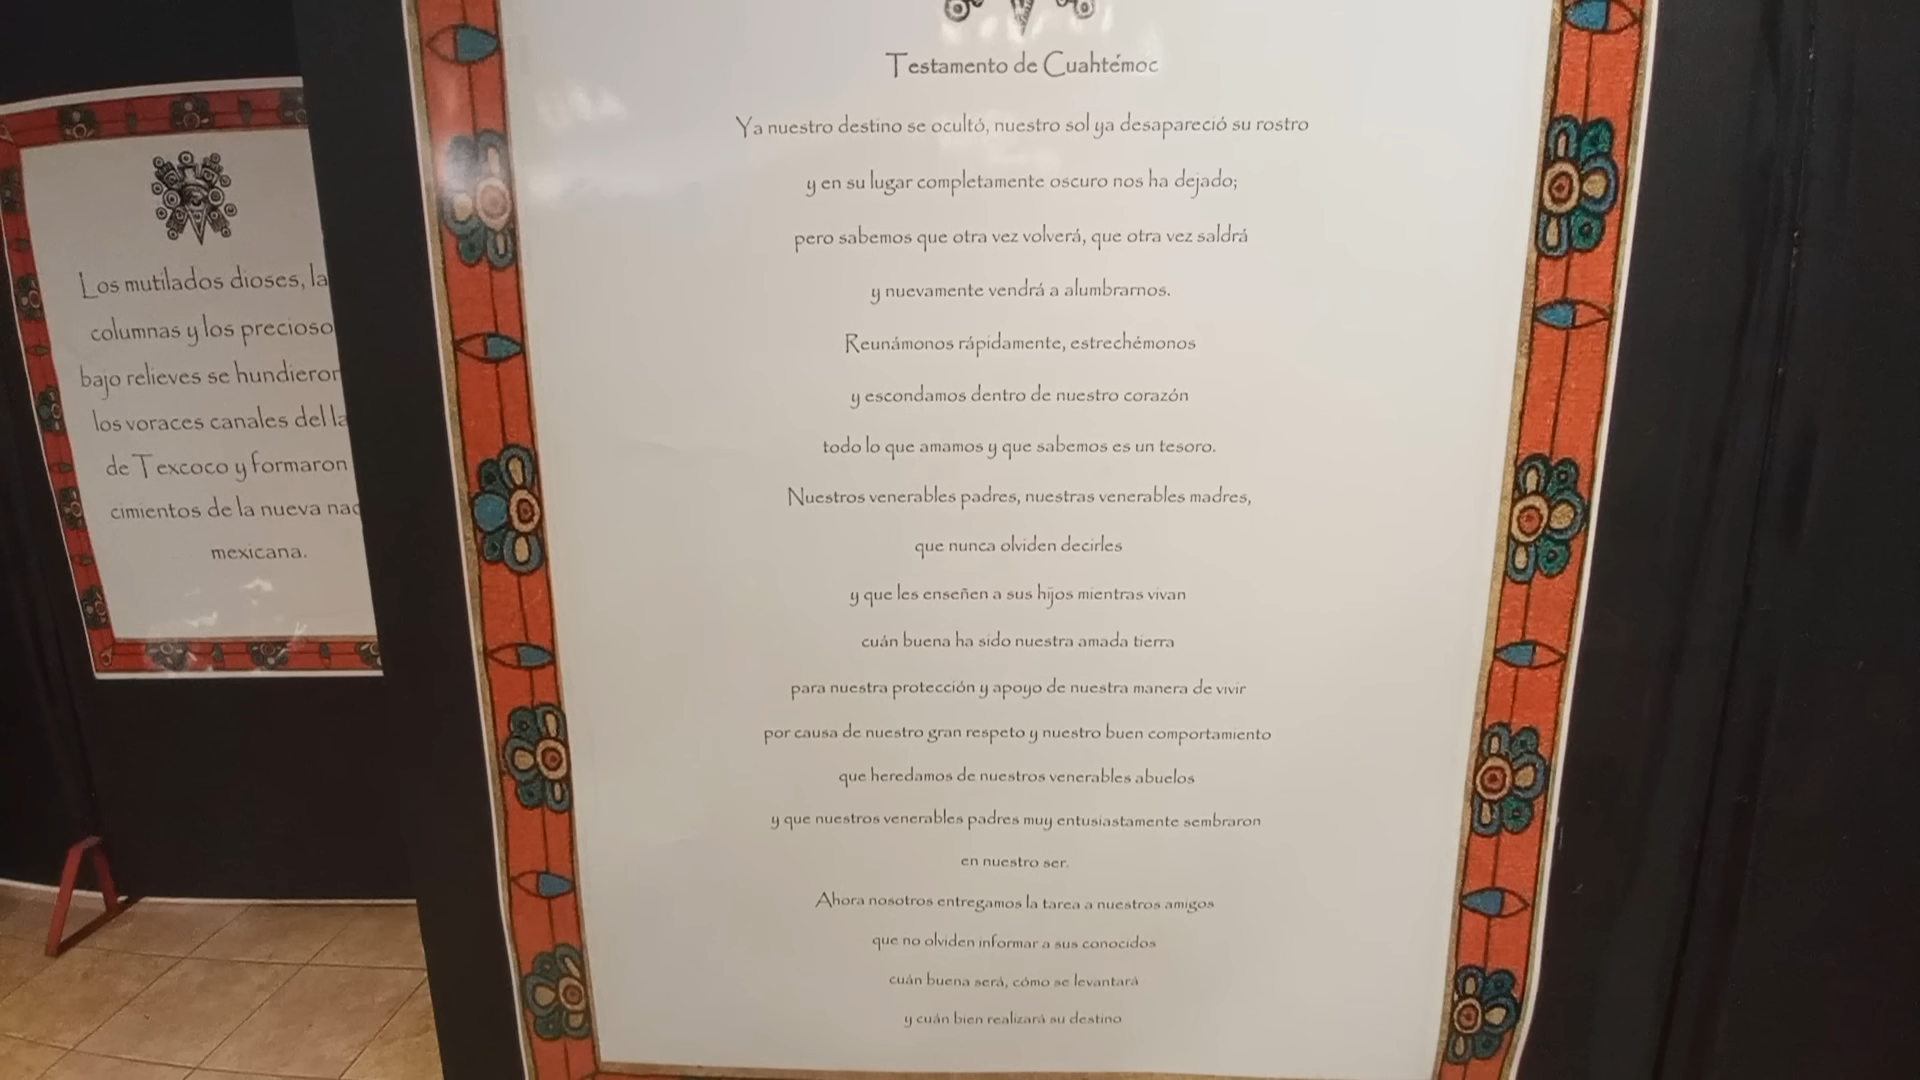 Los mutilados dioses, la
columnas y los precioso
bajo relieves se hundieron
los voraces canales del la
de Texcoco y formaron
cimientos de la nueva nac
mexicana.
Testamento de Cuahtémoc
Ya nuestro destino se ocultó, nuestro sol ya desapareció su rostro
y en su lugar completamente oscuro nos ha dejado;
pero sabemos que otra vez volverá, que otra vez saldrá
y nuevamente vendrá a alumbrarnos.
Reunámonos rápidamente, estrechémonos
y escondamos dentro de nuestro corazón
todo lo que amamos y que sabemos es un tesoro.
Nuestros venerables padres, nuestras venerables madres,
que nunca olviden decirles
y que les enseñen a sus hijos mientras vivan
cuán buena ha sido nuestra amada tierra
para nuestra protección y apoyo de nuestra manera de vivir
por causa de nuestro gran respeto y nuestro buen comportamiento
que heredamos de nuestros venerables abuelos
y que nuestros venerables padres muy entusiastamente sembraron
en nuestro ser.
Ahora nosotros entregamos la tarea a nuestros amigos
que no olviden informar a sus conocidos
cuán buena será, cómo se levantará
y cuán bien realizará su destino